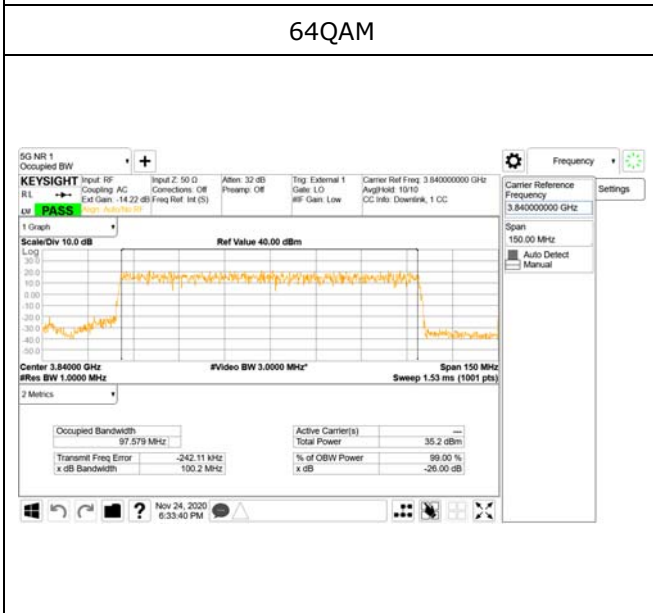 64QAM
5G NR 1
Occupied BW
Frequency
KEYSIGHT Input: RF Input Z: 50 Ω Atten: 32 dB Trig: External 1 Carrier Ref Freq: 3.840000000 GHz
RL Coupling: AC Corrections: Off Preamp: Off Gate: LO Avg|Hold: 10/10
Ext Gain: -14.22 dB Freq Ref: Int (S) #IF Gain: Low CC Info: Downlink, 1 CC
LXI PASS Align: Auto/No RF
Carrier Reference
Frequency
3.840000000 GHz
Settings
Span
150.00 MHz
Auto Detect
Manual
1 Graph
Scale/Div 10.0 dB Ref Value 40.00 dBm
Log
30.0
20.0
10.0
0.00
-10.0
-20.0
-30.0
-40.0
-50.0
Center 3.84000 GHz #Video BW 3.0000 MHz* Span 150 MHz
#Res BW 1.0000 MHz Sweep 1.53 ms (1001 pts)
2 Metrics
Occupied Bandwidth
97.579 MHz
Transmit Freq Error -242.11 kHz
x dB Bandwidth 100.2 MHz
Active Carrier(s) ---
Total Power 35.2 dBm
% of OBW Power 99.00 %
x dB -26.00 dB
? Nov 24, 2020
6:33:40 PM